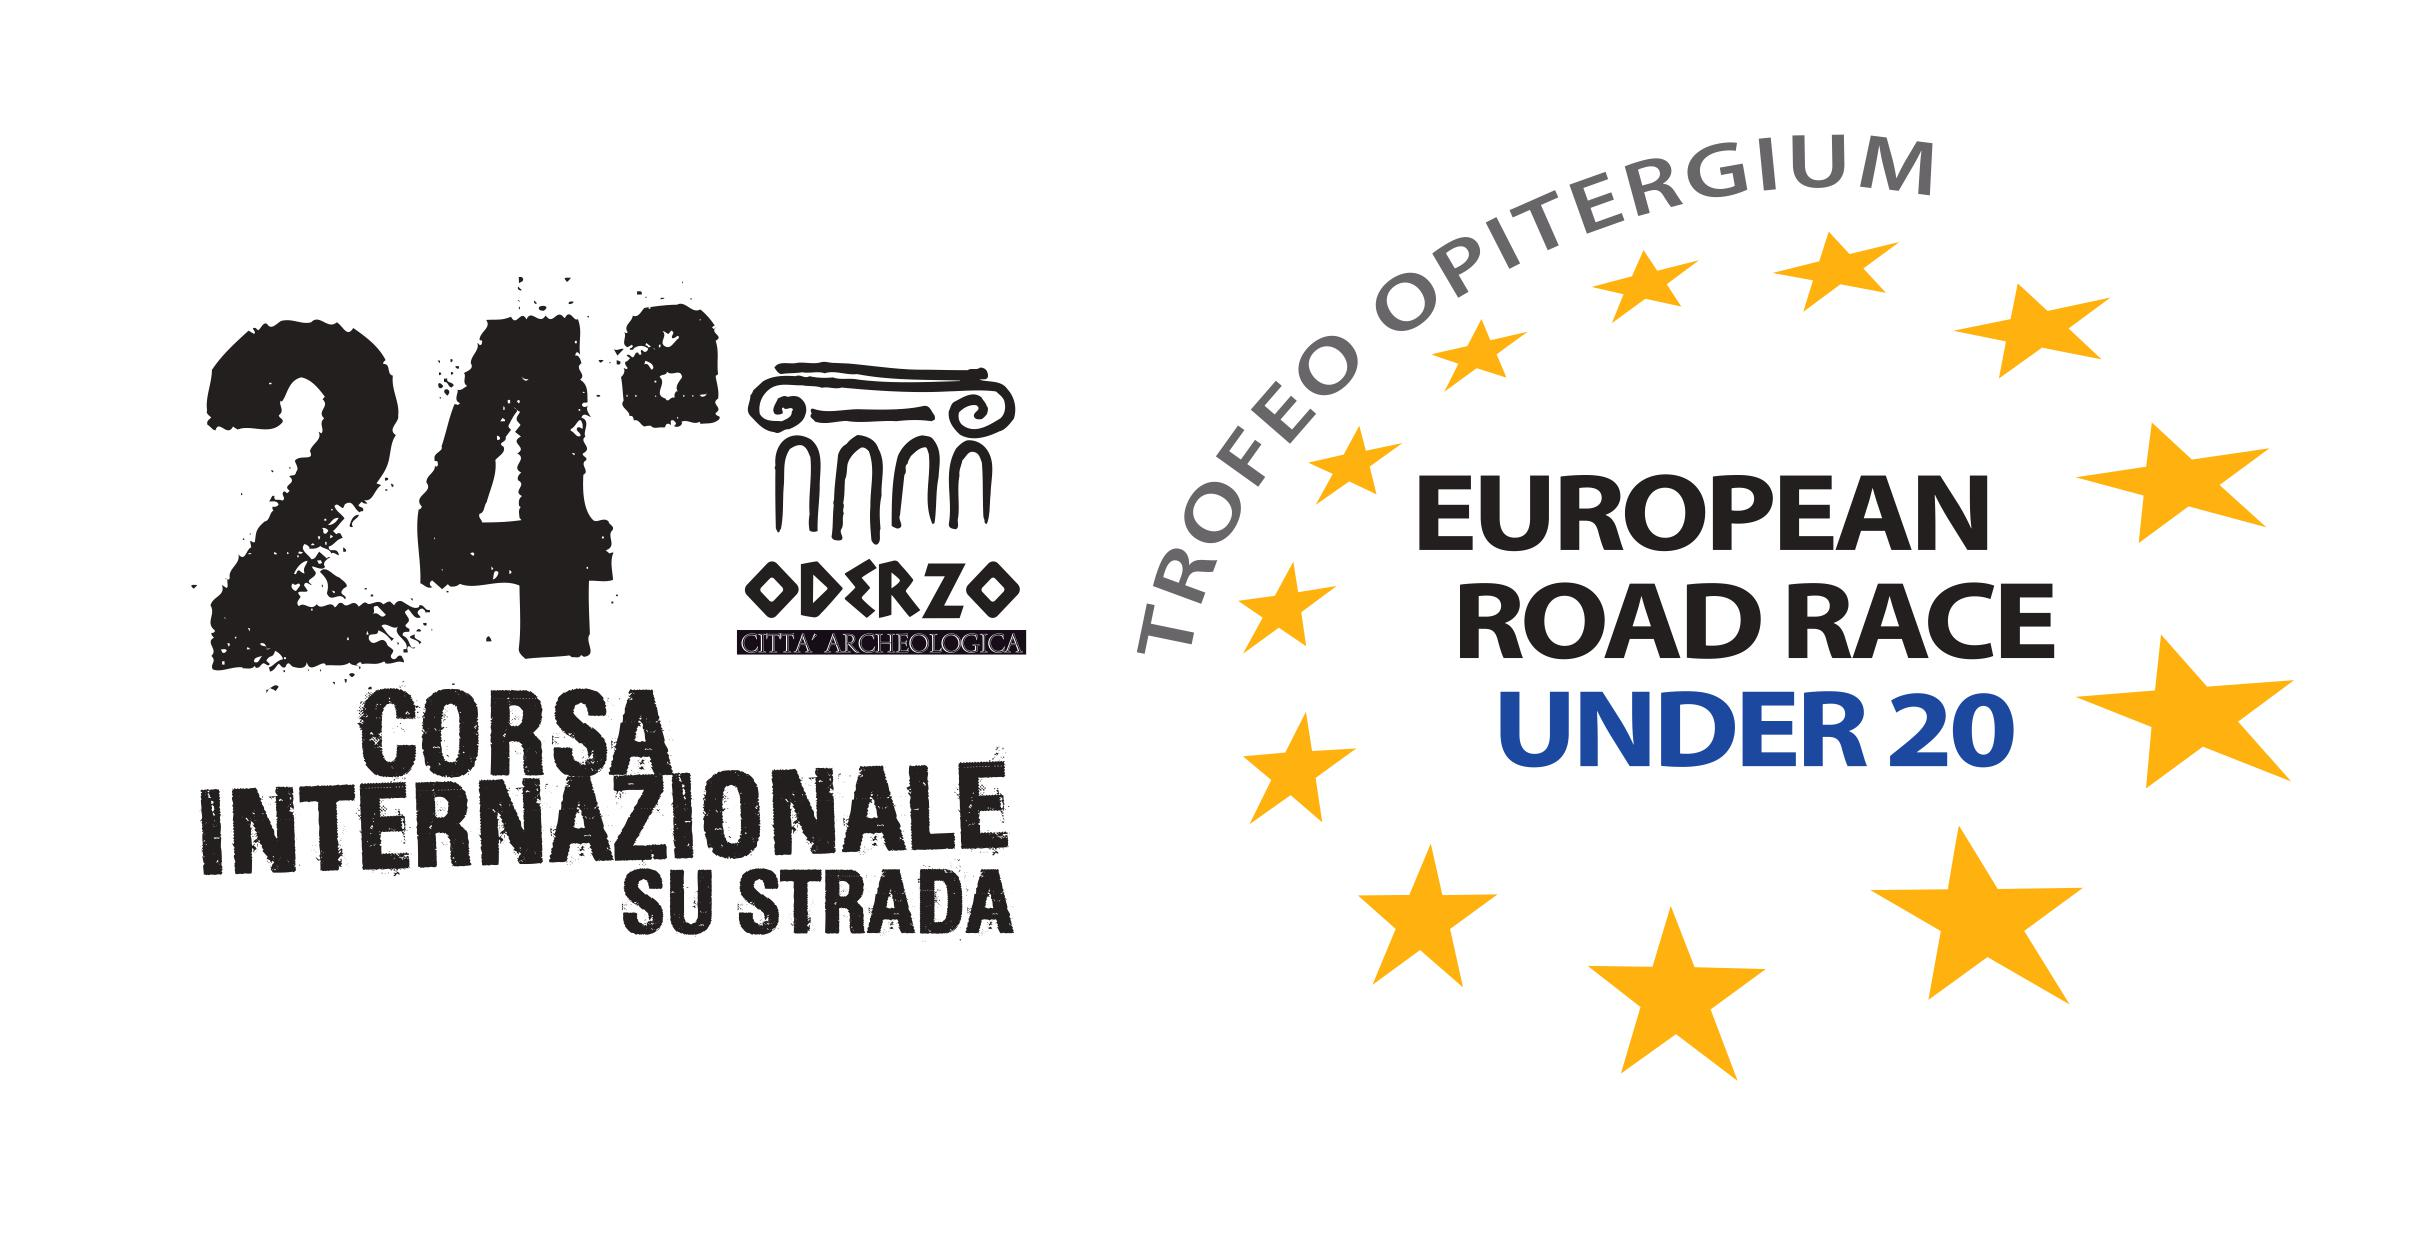 24a
ODERZO
CITTA' ARCHEOLOGICA
CORSA
INTERNAZIONALE
SU STRADA
TROFEO OPITERGIUM
EUROPEAN
ROAD RACE
UNDER 20